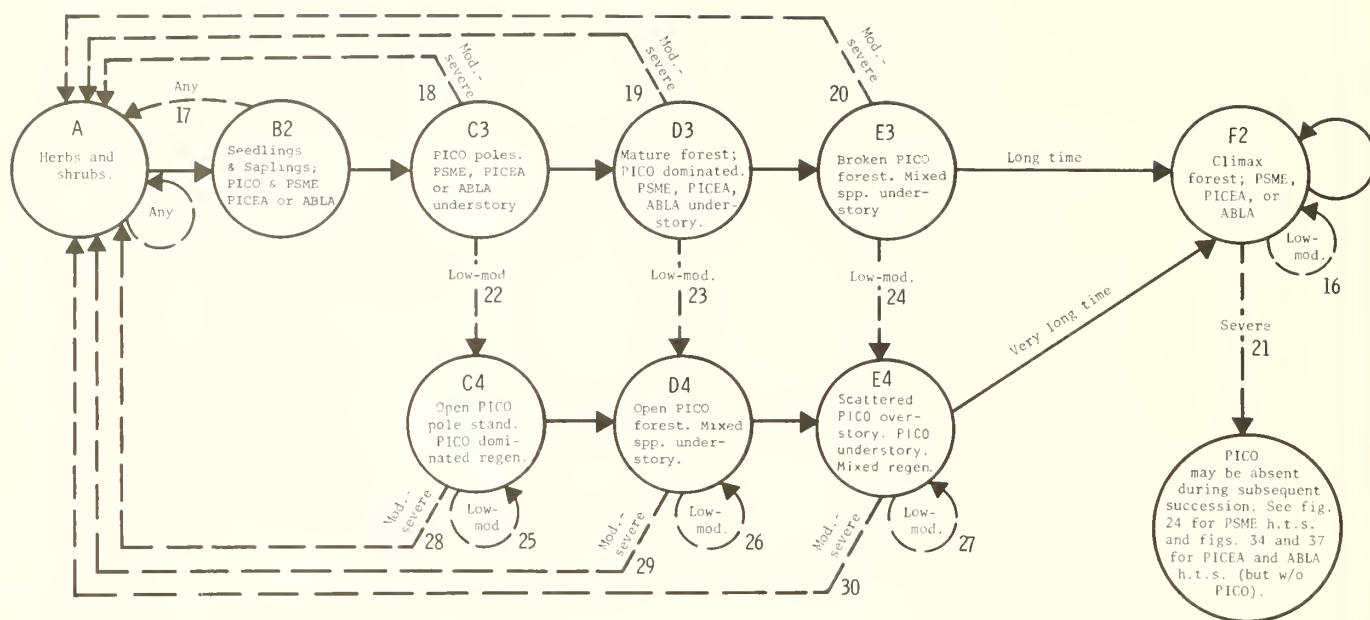 Mod.-
severe
20
Mod.-
severe
19
Mod.-
severe
18
Any
17
A
Herbs and
shrubs.
Any
B2
Seedlings
& Saplings;
PICO & PSME
PICEA or ABLA
C3
PICO poles.
PSME, PICEA
or ABLA
understory
D3
Mature forest;
PICO dominated.
PSME, PICEA,
ABLA under-
story.
E3
Broken PICO
forest. Mixed
spp. under-
story
Long time
F2
Climax
forest; PSME,
PICEA, or
ABLA
Low-
mod.
16
Low-mod
22
Low-mod.
23
Low-mod.
24
Very long time
Severe
21
C4
Open PICO
pole stand.
PICO domi-
nated regen.
D4
Open PICO
forest. Mixed
spp. under-
story.
E4
Scattered
PICO over-
story. PICO
understory.
Mixed regen.
PICO
may be absent
during subsequent
succession. See fig.
24 for PSME h.t.s.
and figs. 34 and 37
for PICEA and ABLA
h.t.s. (but w/o
PICO).
Mod.-
severe
28
Low-
mod
25
Mod.-
severe
29
Low-
mod.
26
Mod.-
severe
30
Low-
mod.
27